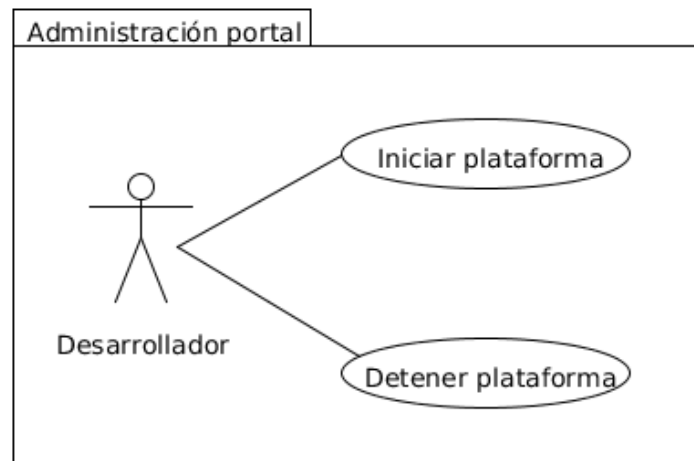 Administración portal
Iniciar plataforma
Desarrollador
Detener plataforma